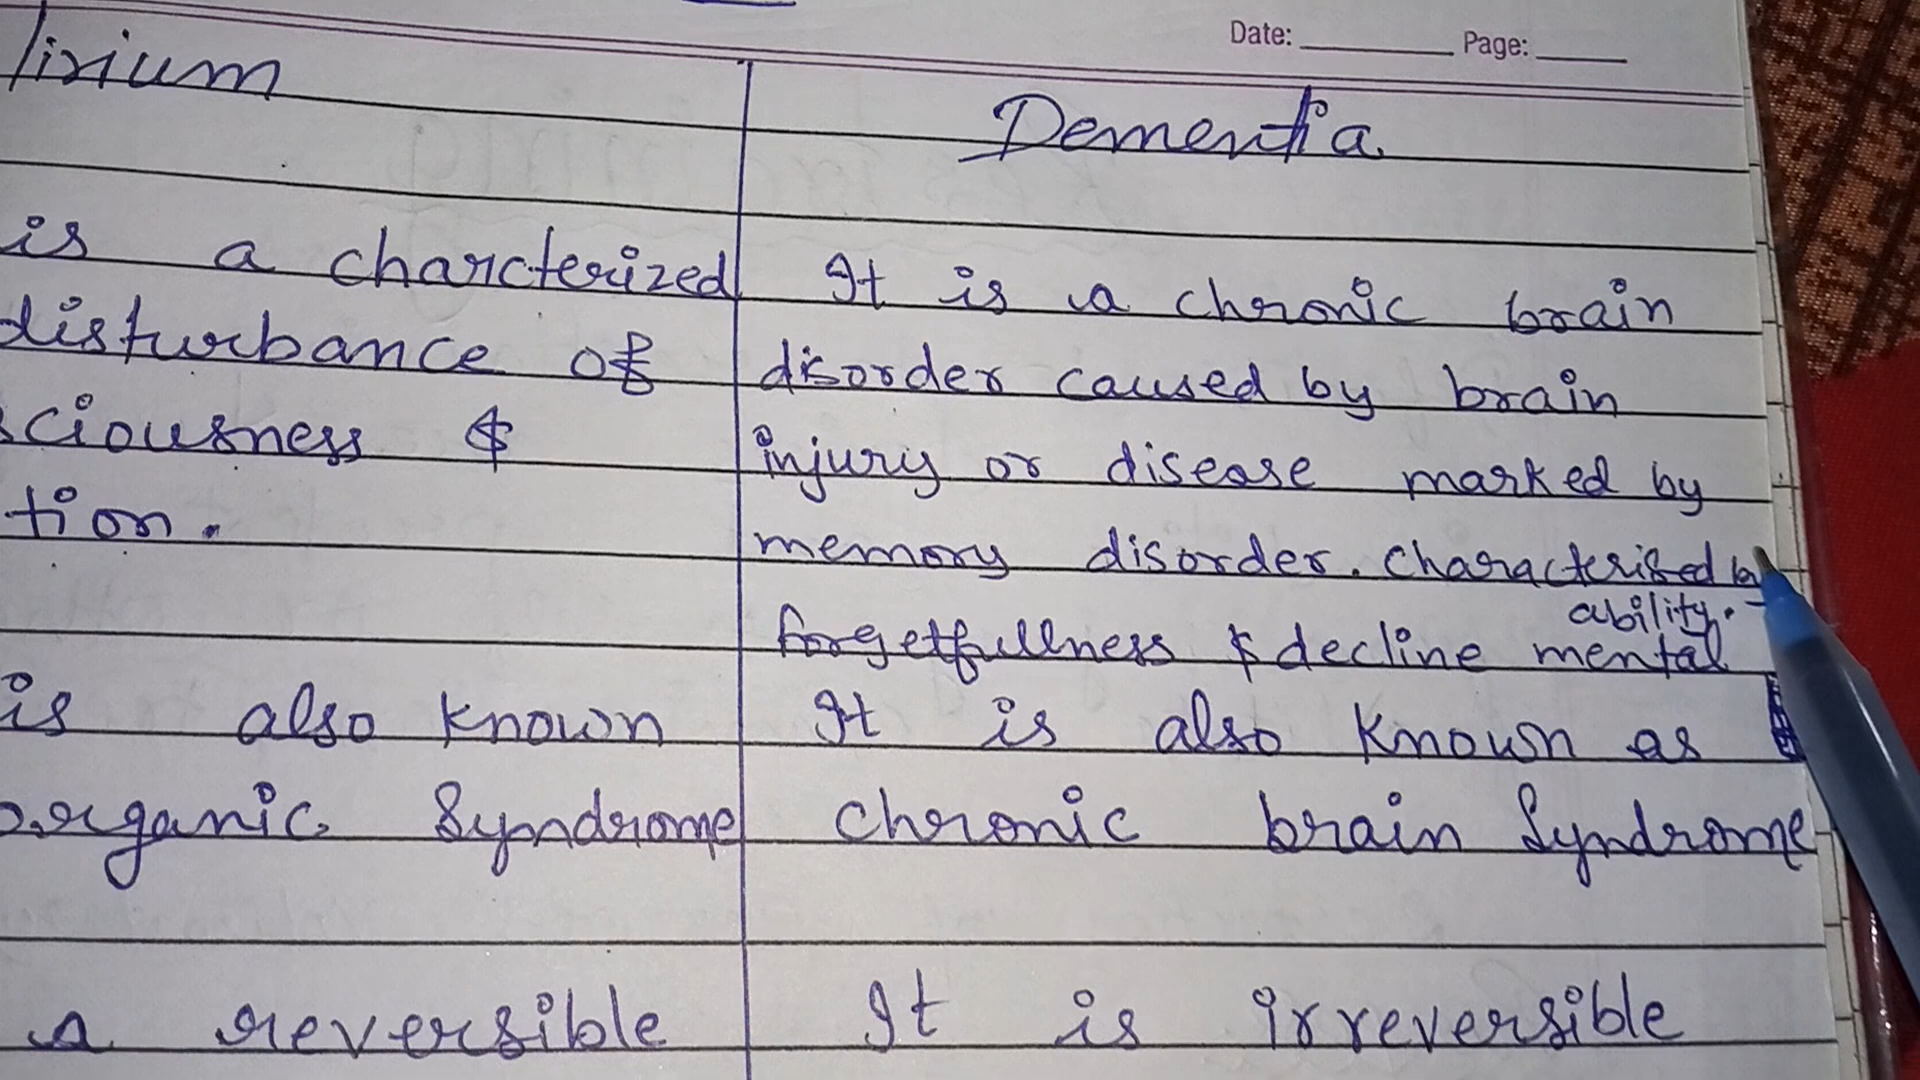 Date: Page:
lirium
Dementia
is a charcterized
disturbance of
sciousness &
tion.
is also known
organic Syndrome
a reversible
It is a chronic brain
disorder caused by brain
injury or disease marked by
memory disorder. Characterised by
forgetfullness & decline mental ability.
It is also known as
chronic brain Syndrome
It is irreversible